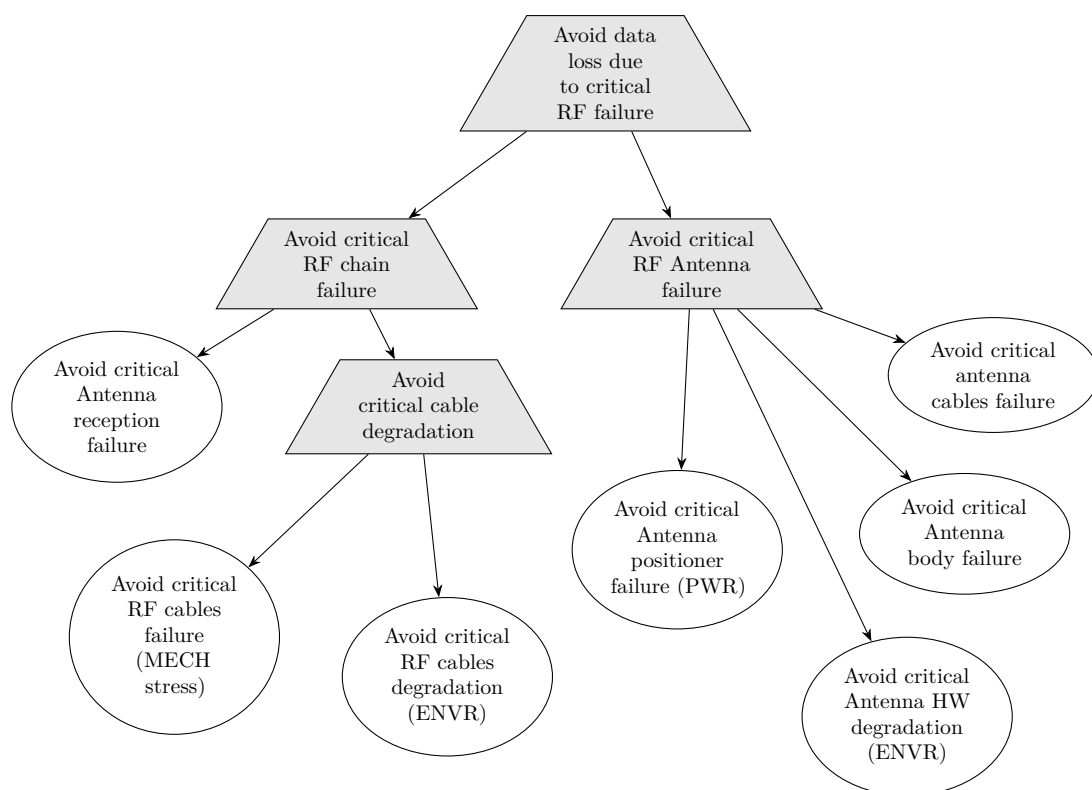 Avoid data
loss due
to critical
RF failure
Avoid critical
RF chain
failure
Avoid critical
RF Antenna
failure
Avoid critical
Antenna
reception
failure
Avoid
critical cable
degradation
Avoid critical
antenna
cables failure
Avoid critical
Antenna
positioner
failure (PWR)
Avoid critical
Antenna
body failure
Avoid critical
RF cables
failure
(MECH
stress)
Avoid critical
RF cables
degradation
(ENVR)
Avoid critical
Antenna HW
degradation
(ENVR)